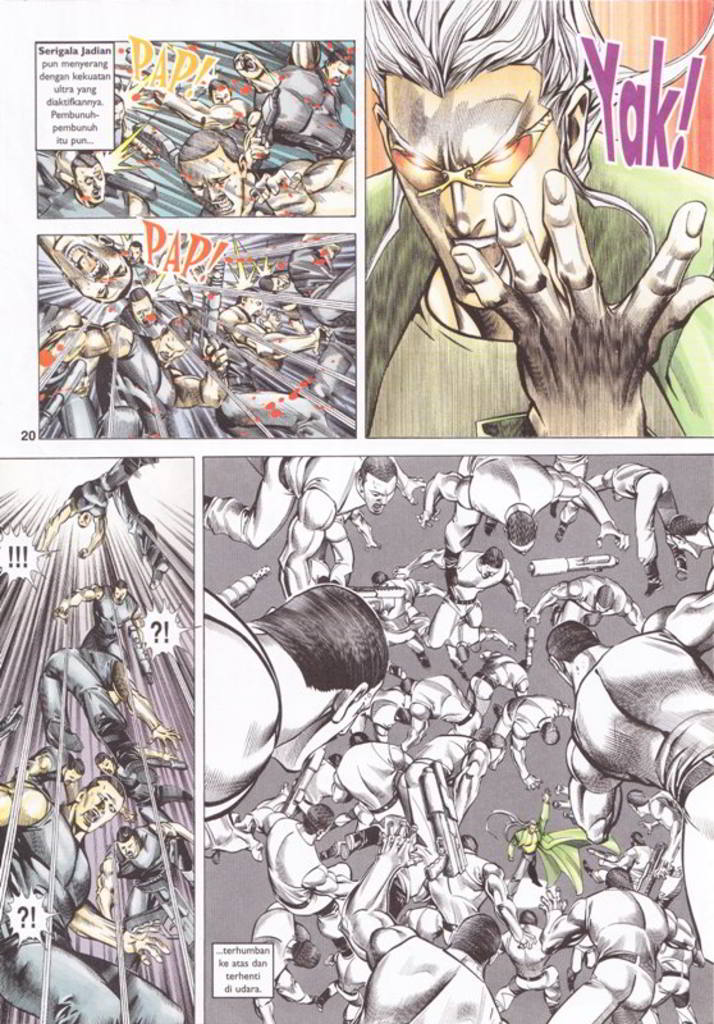 Serigala Jadian
pun menyerang
dengan kekuatan
ultra yang
diaktifkannya.
Pembunuh-
pembunuh
itu pun...
PAP!
Yak!
PAP!
20
!!!
?!
?!
...terhumban
ke atas dan
terhenti
di udara.